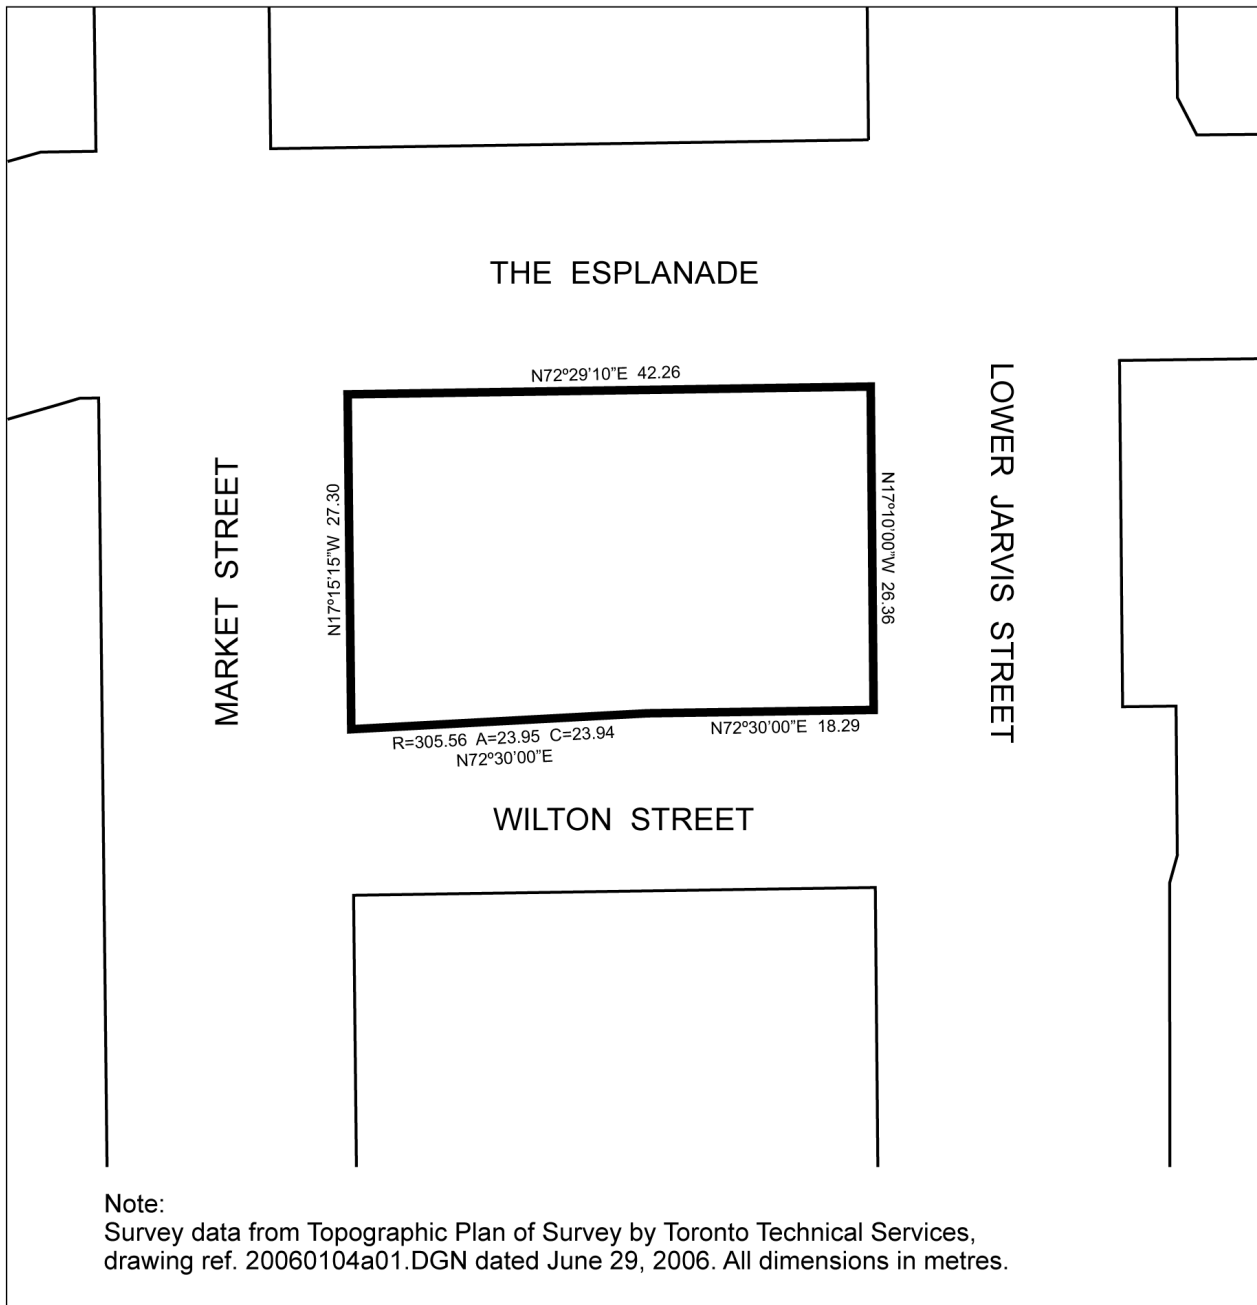 THE ESPLANADE
N72º29'10”E 42.26
LOWER JARVIS STREET
MARKET STREET
N17º15'15”W 27.30
N17º10'00”W 26.36
R=305.56 A=23.95 C=23.94
N72º30'00”E
N72º30'00”E 18.29
WILTON STREET
Note:
Survey data from Topographic Plan of Survey by Toronto Technical Services,
drawing ref. 20060104a01.DGN dated June 29, 2006. All dimensions in metres.